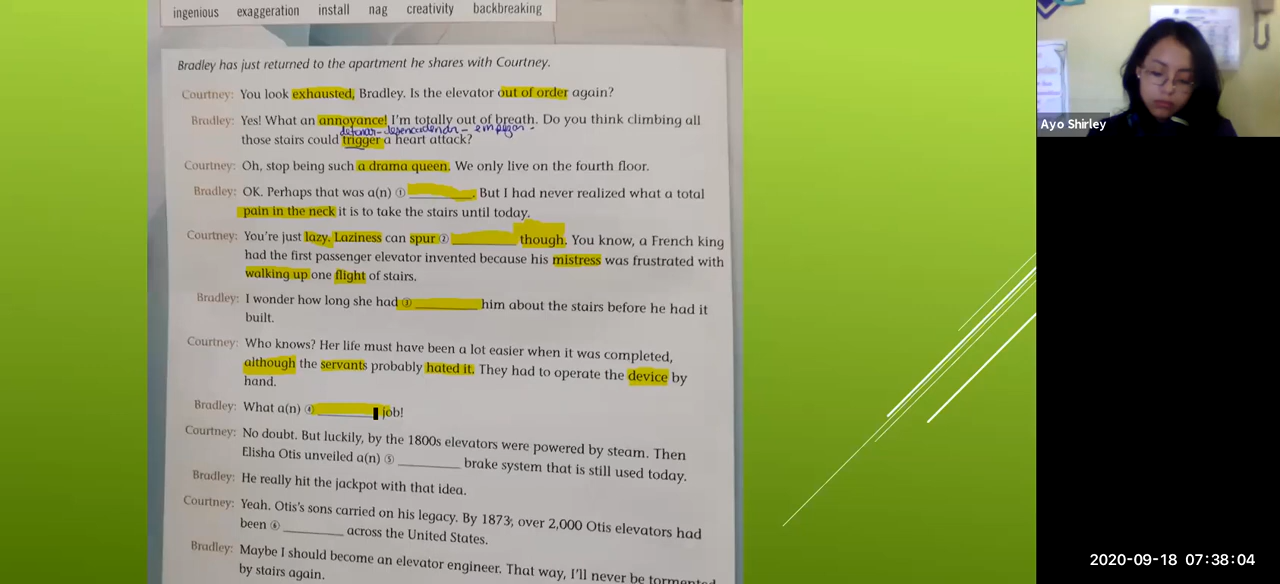 ingenious exaggeration install nag creativity backbreaking
Bradley has just returned to the apartment he shares with Courtney.
Courtney: You look exhausted, Bradley. Is the elevator out of order again?
Bradley: Yes! What an annoyance! I'm totally out of breath. Do you think climbing all
detonar - desencadenar - empezar -
those stairs could trigger a heart attack?
Courtney: Oh, stop being such a drama queen. We only live on the fourth floor.
Bradley: OK. Perhaps that was a(n) ① ________. But I had never realized what a total
pain in the neck it is to take the stairs until today.
Courtney: You're just lazy. Laziness can spur ② ________ though. You know, a French king
had the first passenger elevator invented because his mistress was frustrated with
walking up one flight of stairs.
Bradley: I wonder how long she had ③ ________ him about the stairs before he had it
built.
Courtney: Who knows? Her life must have been a lot easier when it was completed,
although the servants probably hated it. They had to operate the device by
hand.
Bradley: What a(n) ④ ________ job!
Courtney: No doubt. But luckily, by the 1800s elevators were powered by steam. Then
Elisha Otis unveiled a(n) ⑤ ________ brake system that is still used today.
Bradley: He really hit the jackpot with that idea.
Courtney: Yeah. Otis's sons carried on his legacy. By 1873, over 2,000 Otis elevators had
been ⑥ ________ across the United States.
Bradley: Maybe I should become an elevator engineer. That way, I'll never be tormented
by stairs again.
Ayo Shirley
2020-09-18 07:38:04